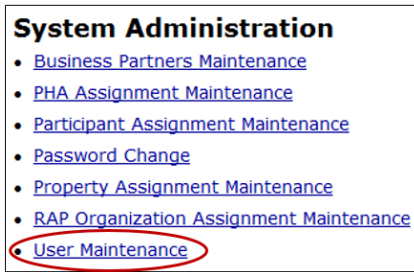 System Administration
• Business Partners Maintenance
• PHA Assignment Maintenance
• Participant Assignment Maintenance
• Password Change
• Property Assignment Maintenance
• RAP Organization Assignment Maintenance
• User Maintenance